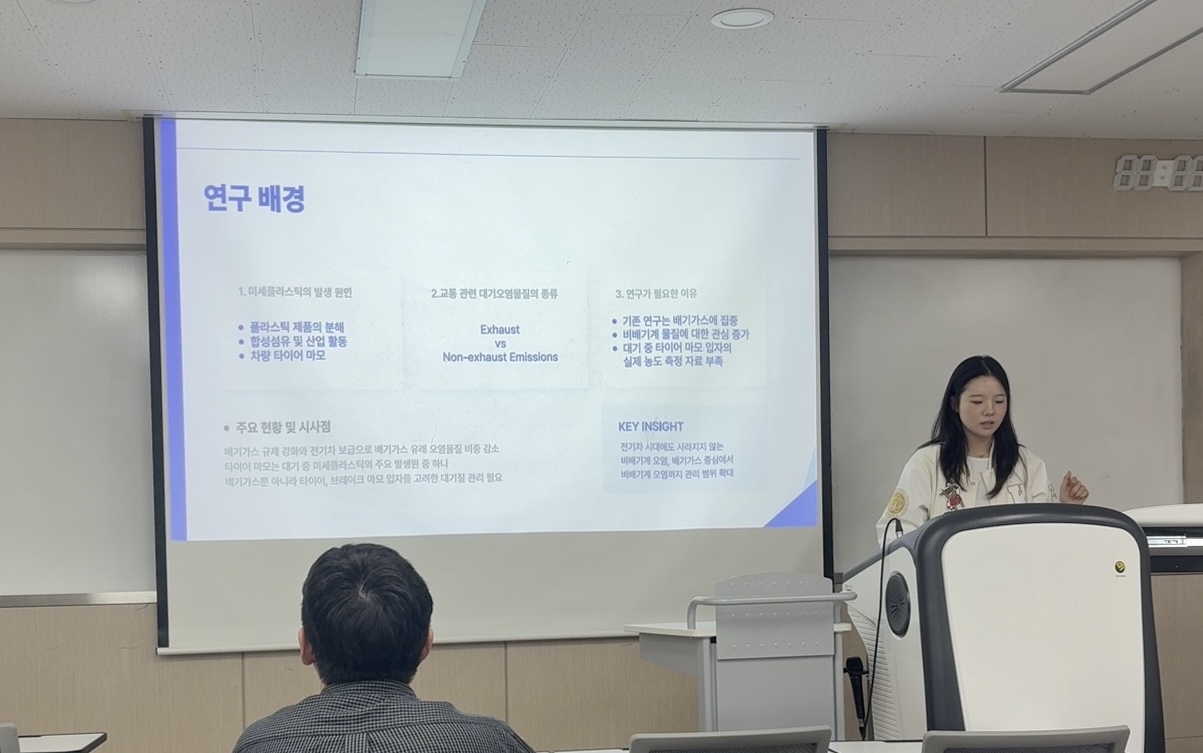 연구 배경
1. 미세플라스틱의 발생 원면
• 플라스틱 제품의 분해
• 합성섬유 및 산업 활동
• 차량 타이어 마모
2.교통 관련 대기오염물질의 종류
Exhaust
vs
Non-exhaust Emissions
3. 연구가 필요한 이유
• 기존 연구는 배기가스에 집중
• 비배기계 물질에 대한 관심 증가
• 대기 중 타이어 마모 입자의
실제 농도 측정 자료 부족
• 주요 현황 및 시사점
배기가스 규제 강화와 전기차 보급으로 배기가스 유래 오염물질 비중 감소
타이어 마모는 대기 중 미세플라스틱의 주요 발생원 중 하나
배기가스뿐 아니라 타이어, 브레이크 마모 입자를 고려한 대기질 관리 필요
KEY INSIGHT
전기차 시대에도 사라지지 않는
비배기계 오염, 배기가스 중심에서
비배기계 오염까지 관리 범위 확대